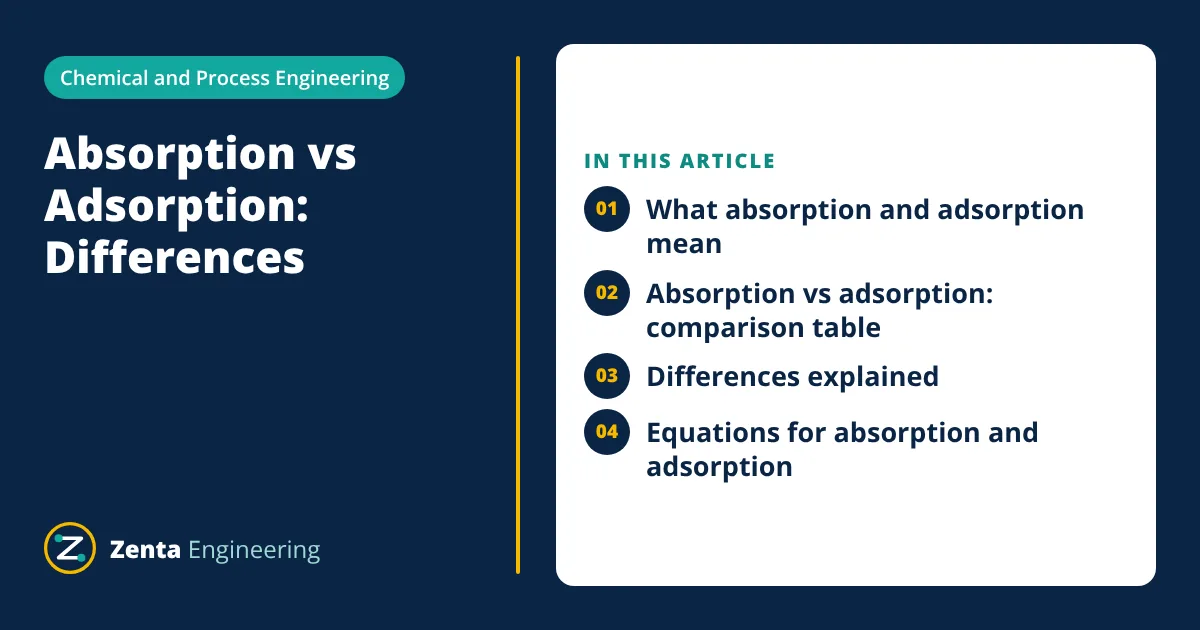 Chemical and Process Engineering
Absorption vs
Adsorption:
Differences
Zenta Engineering
IN THIS ARTICLE
01 What absorption and adsorption
mean
02 Absorption vs adsorption:
comparison table
03 Differences explained
04 Equations for absorption and
adsorption